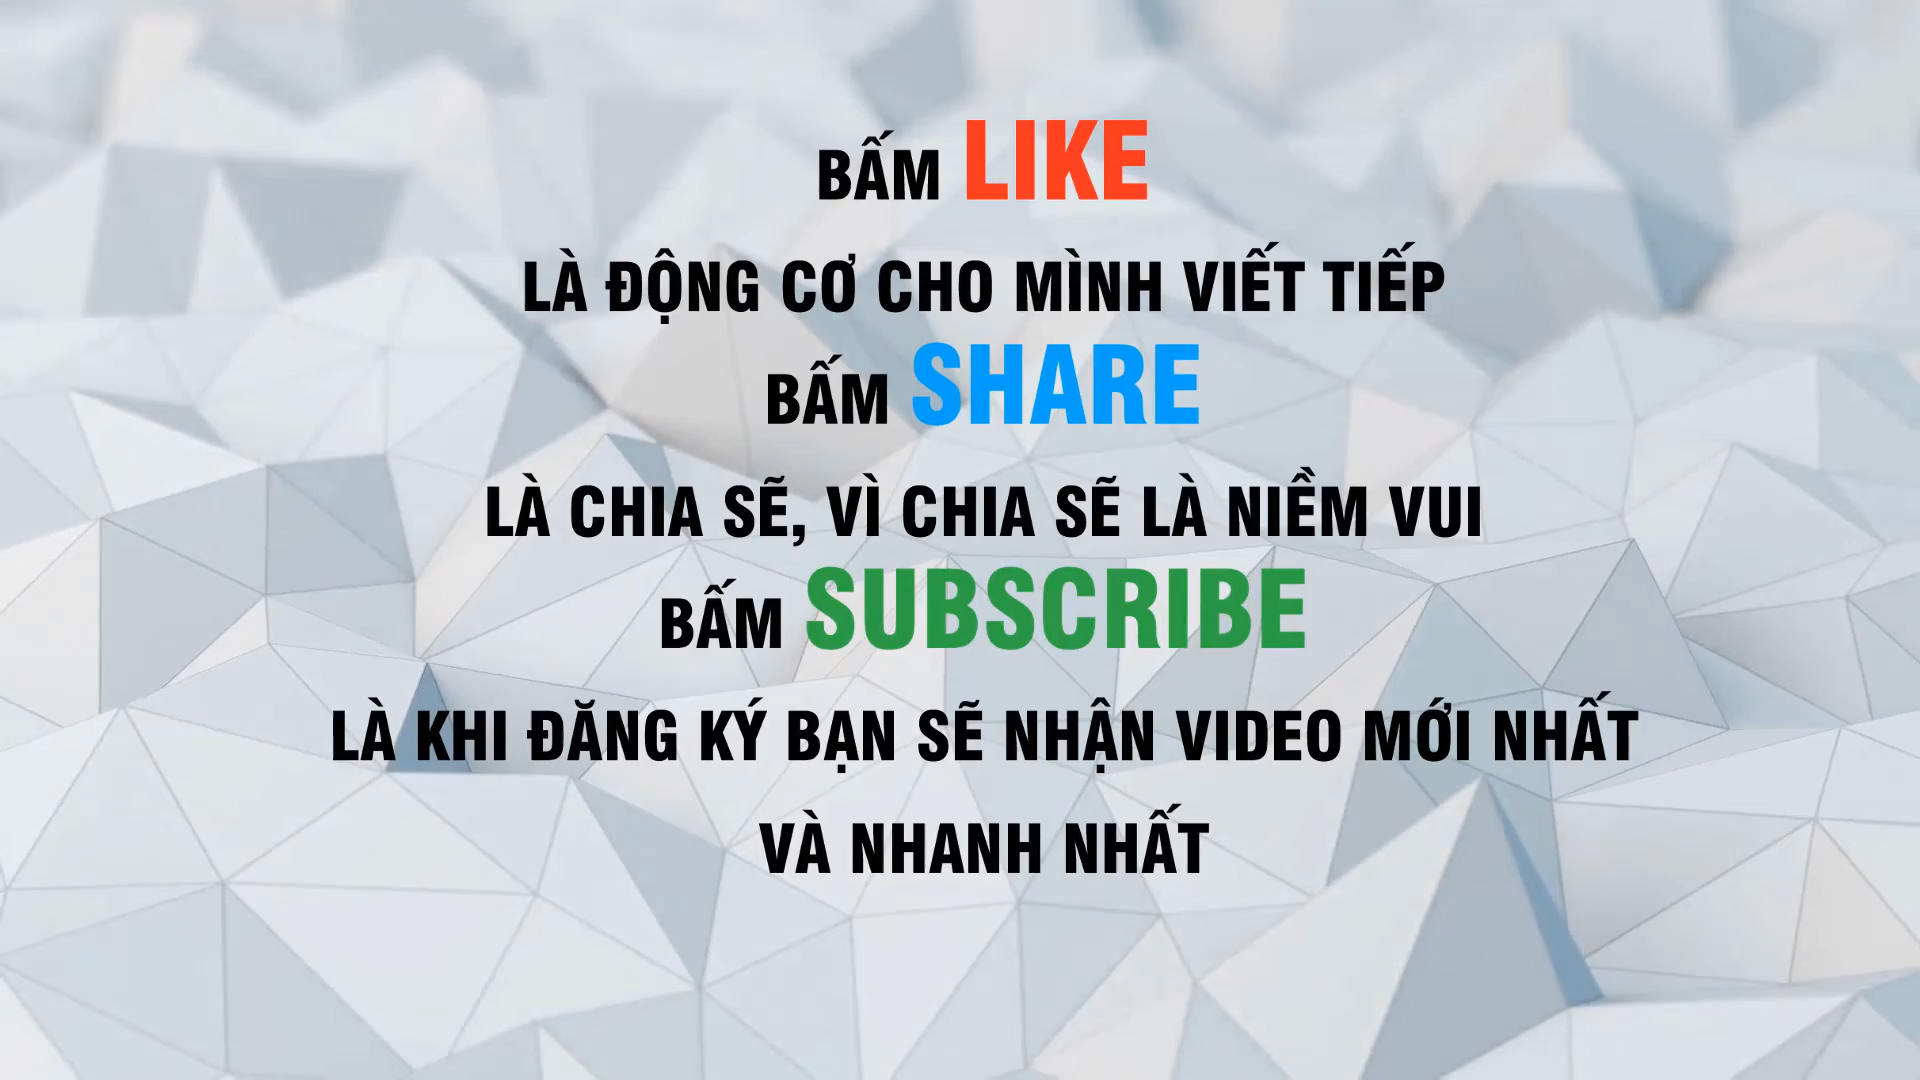 BẤM LIKE
LÀ ĐỘNG CƠ CHO MÌNH VIẾT TIẾP
BẤM SHARE
LÀ CHIA SẼ, VÌ CHIA SẼ LÀ NIỀM VUI
BẤM SUBSCRIBE
LÀ KHI ĐĂNG KÝ BẠN SẼ NHẬN VIDEO MỚI NHẤT
VÀ NHANH NHẤT